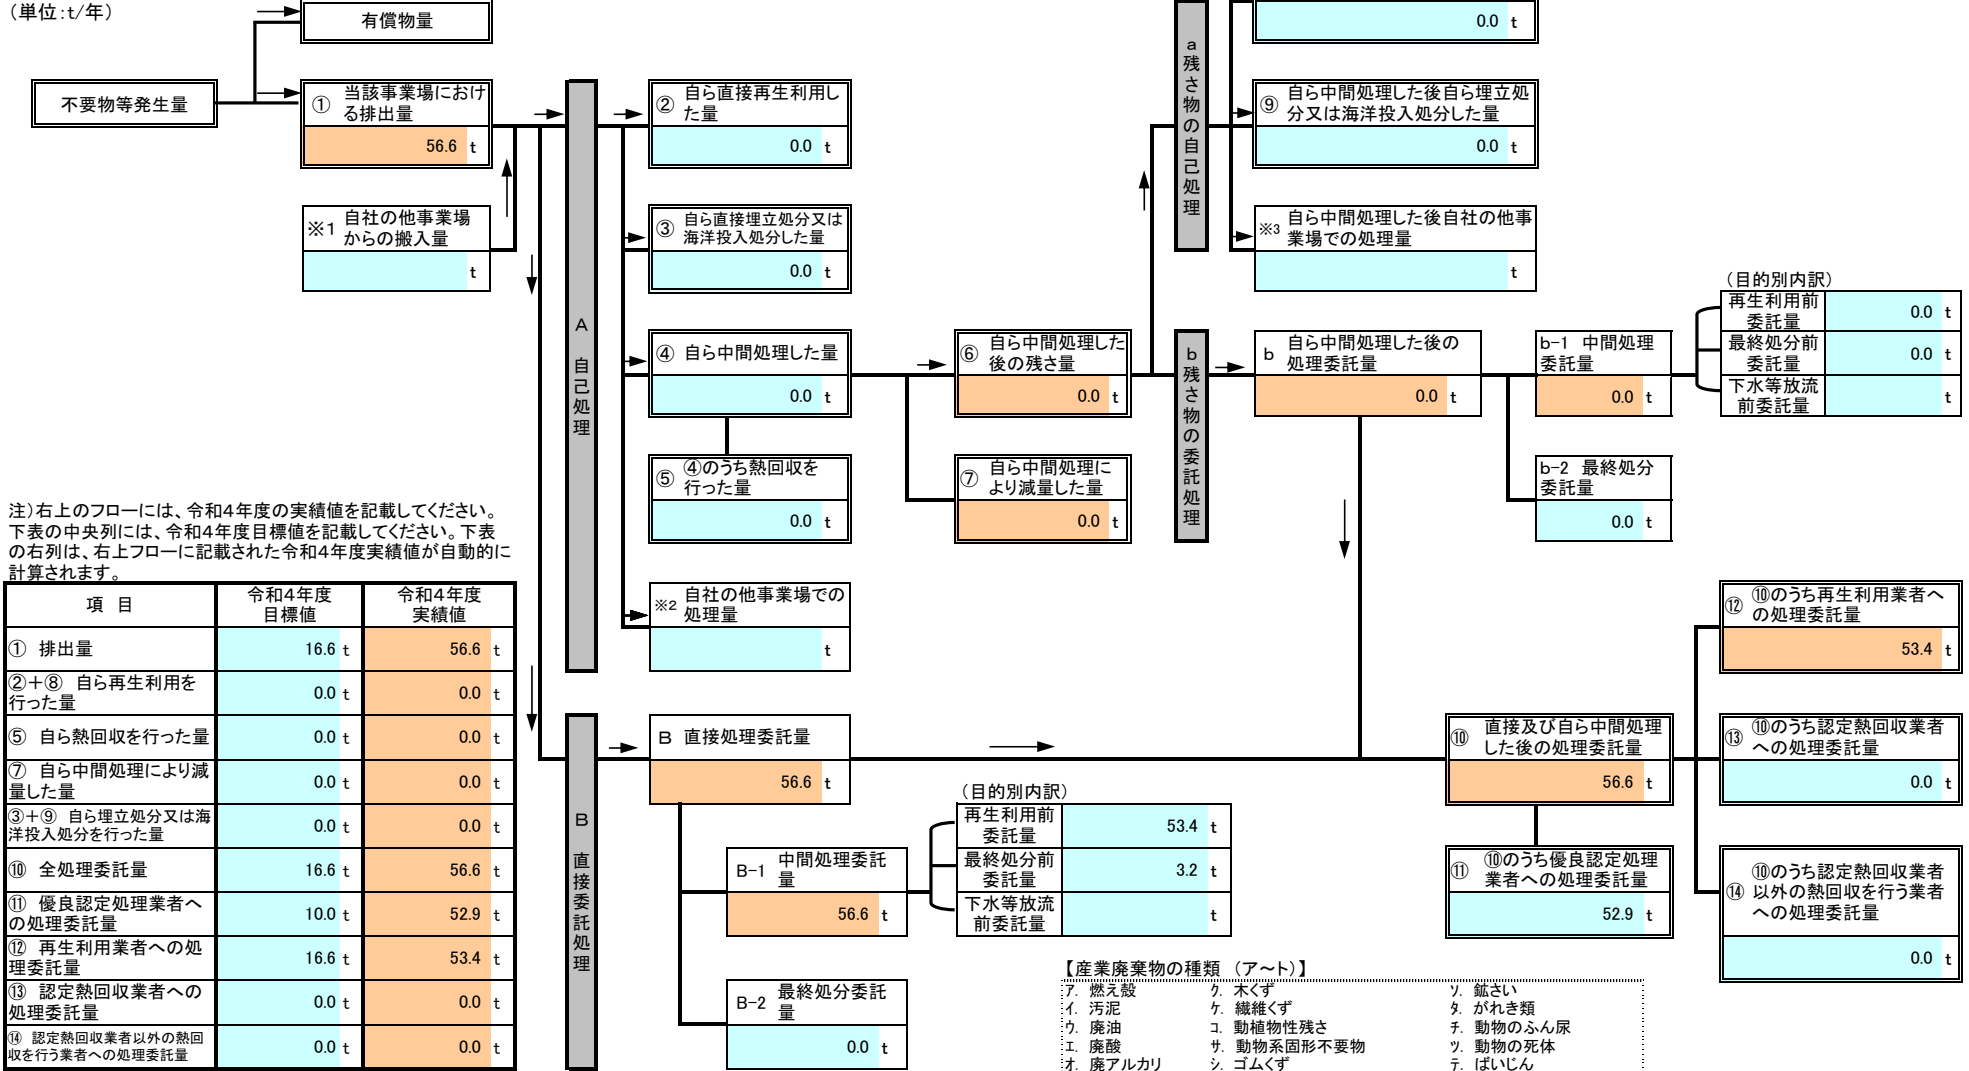 (単位:t/年)
有償物量
不要物等発生量
① 当該事業場におけ
る排出量
56.6 t
※1 自社の他事業場
からの搬入量
t
A 自己処理
② 自ら直接再生利用し
た量
0.0 t
③ 自ら直接埋立処分又は
海洋投入処分した量
0.0 t
④ 自ら中間処理した量
0.0 t
⑤ ④のうち熱回収を
行った量
0.0 t
※2 自社の他事業場での
処理量
t
⑥ 自ら中間処理した
後の残さ量
0.0 t
⑦ 自ら中間処理に
より減量した量
0.0 t
a残さ物の自己処理
0.0 t
⑨ 自ら中間処理した後自ら埋立処
分又は海洋投入処分した量
0.0 t
※3 自ら中間処理した後自社の他事
業場での処理量
t
b残さ物の委託処理
b 自ら中間処理した後の
処理委託量
0.0 t
b-1 中間処理
委託量
0.0 t
b-2 最終処分
委託量
0.0 t
(目的別内訳)
再生利用前
委託量
0.0 t
最終処分前
委託量
0.0 t
下水等放流
前委託量
t
注)右上のフローには、令和4年度の実績値を記載してください。
下表の中央列には、令和4年度目標値を記載してください。下表
の右列は、右上フローに記載された令和4年度実績値が自動的に
計算されます。
項 目 令和4年度 令和4年度
目標値 実績値
① 排出量 16.6 t 56.6 t
②+⑧ 自ら再生利用を
行った量 0.0 t 0.0 t
⑤ 自ら熱回収を行った量 0.0 t 0.0 t
⑦ 自ら中間処理により減
量した量 0.0 t 0.0 t
③+⑨ 自ら埋立処分又は海
洋投入処分を行った量 0.0 t 0.0 t
⑩ 全処理委託量 16.6 t 56.6 t
⑪ 優良認定処理業者へ
の処理委託量 10.0 t 52.9 t
⑫ 再生利用業者への処
理委託量 16.6 t 53.4 t
⑬ 認定熱回収業者への
処理委託量 0.0 t 0.0 t
⑭ 認定熱回収業者以外の熱回
収を行う業者への処理委託量 0.0 t 0.0 t
B 直接委託処理
B 直接処理委託量
56.6 t
B-1 中間処理委託
量
56.6 t
B-2 最終処分委託
量
0.0 t
(目的別内訳)
再生利用前
委託量
53.4 t
最終処分前
委託量
3.2 t
下水等放流
前委託量
t
⑩ 直接及び自ら中間処理
した後の処理委託量
56.6 t
⑪ ⑩のうち優良認定処理
業者への処理委託量
52.9 t
⑫ ⑩のうち再生利用業者へ
の処理委託量
53.4 t
⑬ ⑩のうち認定熱回収業者
への処理委託量
0.0 t
⑭ ⑩のうち認定熱回収業者
以外の熱回収を行う業者
への処理委託量
0.0 t
【産業廃棄物の種類 (ア~ト)】
ア. 燃え殻 ク. 木くず ソ. 鉱さい
イ. 汚泥 ケ. 繊維くず タ. がれき類
ウ. 廃油 コ. 動植物性残さ チ. 動物のふん尿
エ. 廃酸 サ. 動物系固形不要物 ツ. 動物の死体
オ. 廃アルカリ シ. ゴムくず テ. ばいじん